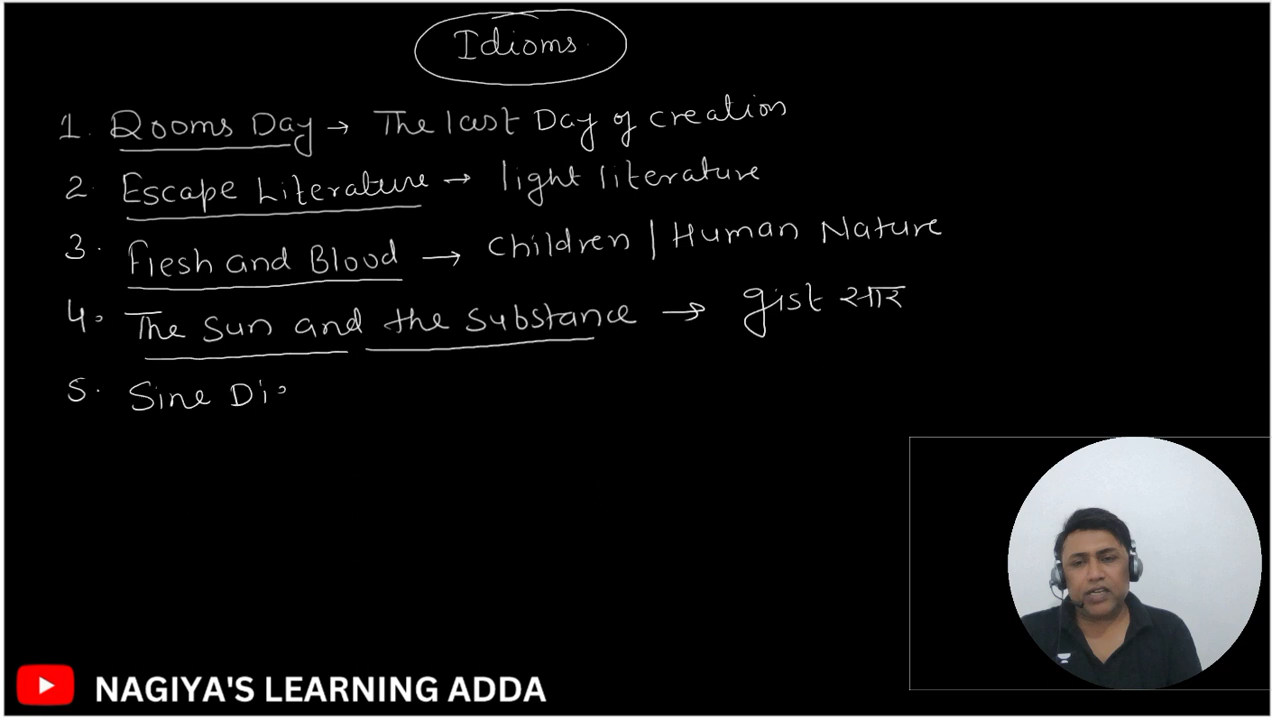 Idioms
1. Dooms Day → The last Day of creation
2. Escape Literature → light literature
3. Flesh and Blood → Children | Human Nature
4. The Sun and the Substance → gist सार
5. Sine Di
NAGIYA'S LEARNING ADDA